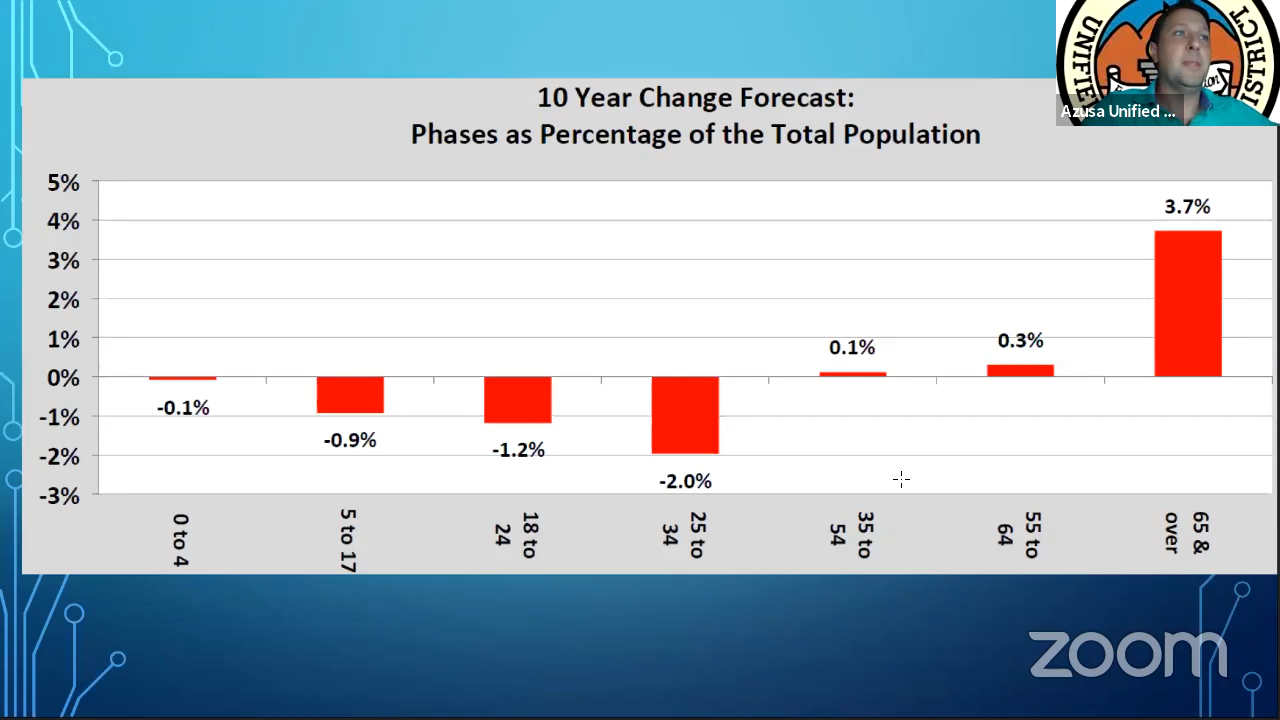 10 Year Change Forecast:
Phases as Percentage of the Total Population
5%
4%
3%
2%
1%
0%
-1%
-2%
-3%
-0.1%
-0.9%
-1.2%
-2.0%
0.1%
0.3%
3.7%
0 to 4
5 to 17
18 to
24
25 to
34
35 to
54
55 to
64
65 &
over
UNIFIE
TRICT
Azusa Unified ...
zoom